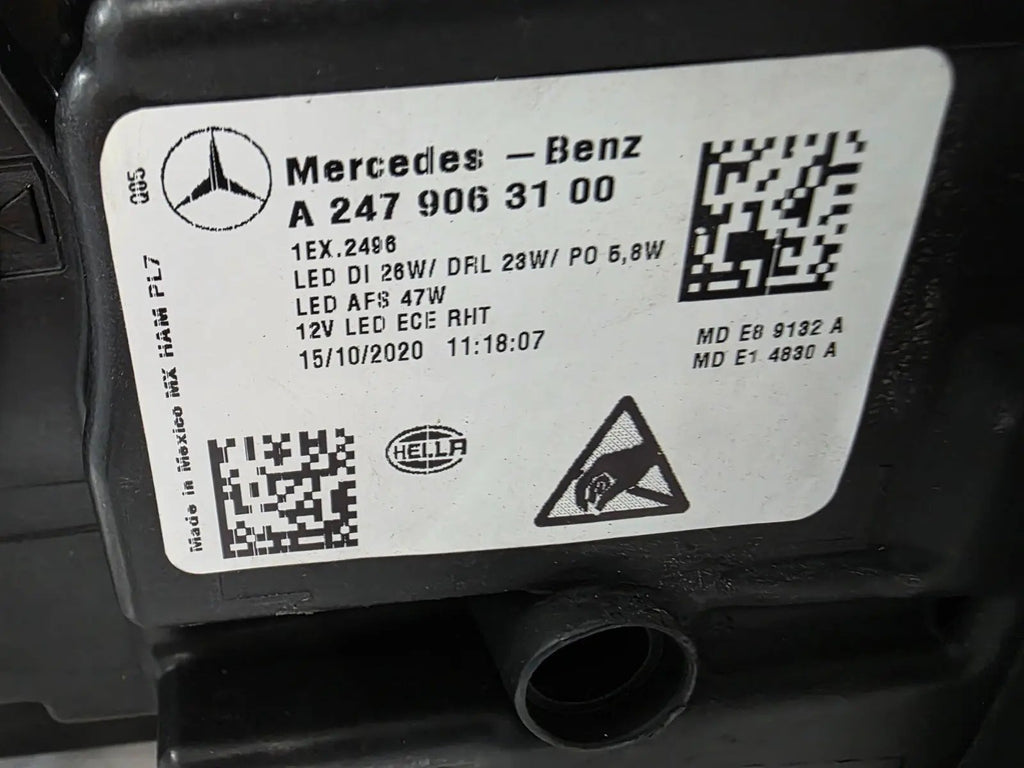 Mercedes - Benz
A 247 906 31 00
1EX.2496
LED DI 26W/ DRL 23W/ PO 5,8W
LED AFS 47W
12V LED ECE RHT
15/10/2020 11:18:07
MD E8 9132 A
MD E1 4830 A
HELLA
Made in Mexico MX HAM PL7
Q85